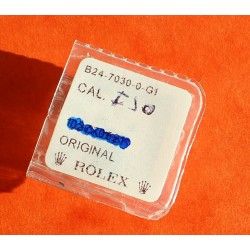 B24-7030-0-G1
CAL.
ORIGINAL
ROLEX